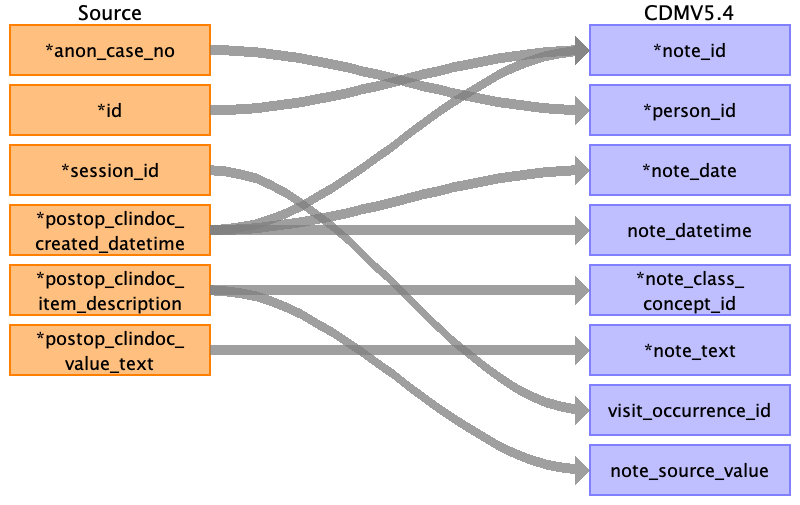 Source
CDMV5.4
*anon_case_no
*note_id
*id
*person_id
*session_id
*note_date
*postop_clindoc_
created_datetime
note_datetime
*postop_clindoc_
item_description
*note_class_
concept_id
*postop_clindoc_
value_text
*note_text
visit_occurrence_id
note_source_value